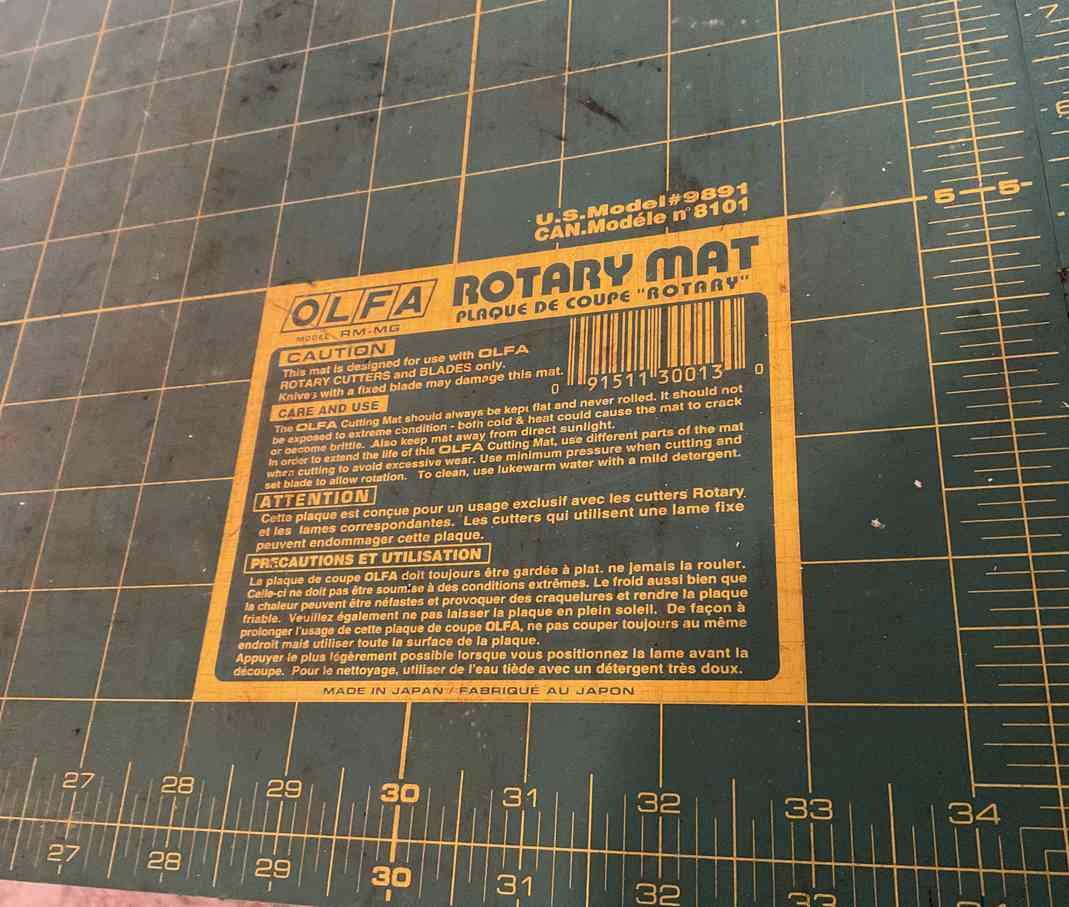 7
6
5 5
U.S.Model#9891
CAN.Modéle n°8101
OLFA
MODEL RM-MG
ROTARY MAT
PLAQUE DE COUPE "ROTARY"
CAUTION
This mat is designed for use with OLFA
ROTARY CUTTERS and BLADES only.
Knives with a fixed blade may damage this mat.
0 91511 30013 0
CARE AND USE
The OLFA Cutting Mat should always be kept flat and never rolled. It should not
be exposed to extreme condition - both cold & heat could cause the mat to crack
or become brittle. Also keep mat away from direct sunlight.
In order to extend the life of this OLFA Cutting Mat, use different parts of the mat
when cutting to avoid excessive wear. Use minimum pressure when cutting and
set blade to allow rotation. To clean, use lukewarm water with a mild detergent.
ATTENTION
Cette plaque est conçue pour un usage exclusif avec les cutters Rotary.
et les lames correspondantes. Les cutters qui utilisent une lame fixe
peuvent endommager cette plaque.
PRÉCAUTIONS ET UTILISATION
La plaque de coupe OLFA doit toujours être gardée à plat. ne jemais la rouler.
Celle-ci ne doit pas être soumise à des conditions extrêmes. Le froid aussi bien que
la chaleur peuvent être néfastes et provoquer des craquelures et rendre la plaque
friable. Veuillez également ne pas laisser la plaque en plein soleil. De façon à
prolonger l'usage de cette plaque de coupe OLFA, ne pas couper toujours au même
endroit mais utiliser toute la surface de la plaque.
Appuyer le plus légèrement possible lorsque vous positionnez la lame avant la
découpe. Pour le nettoyage, utiliser de l'eau tiède avec un détergent très doux.
MADE IN JAPAN / FABRIQUÉ AU JAPON
27 28 29 30 31 32 33 34
27 28 29 30 31 32 33 34